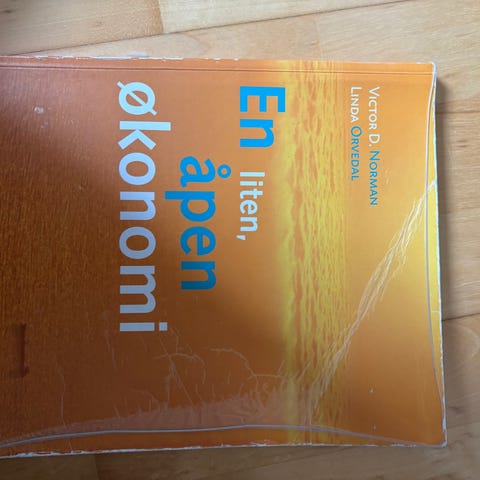 VICTOR D. NORMAN
LINDA ORVEDAL
En liten,
åpen
økonomi